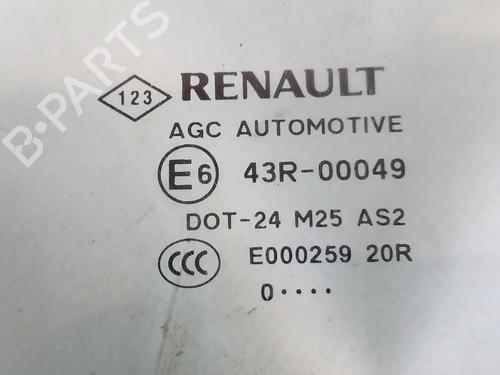 B-PARTS
123 RENAULT
AGC AUTOMOTIVE
E6 43R-00049
DOT-24 M25 AS2
CCC E000259 20R
0····